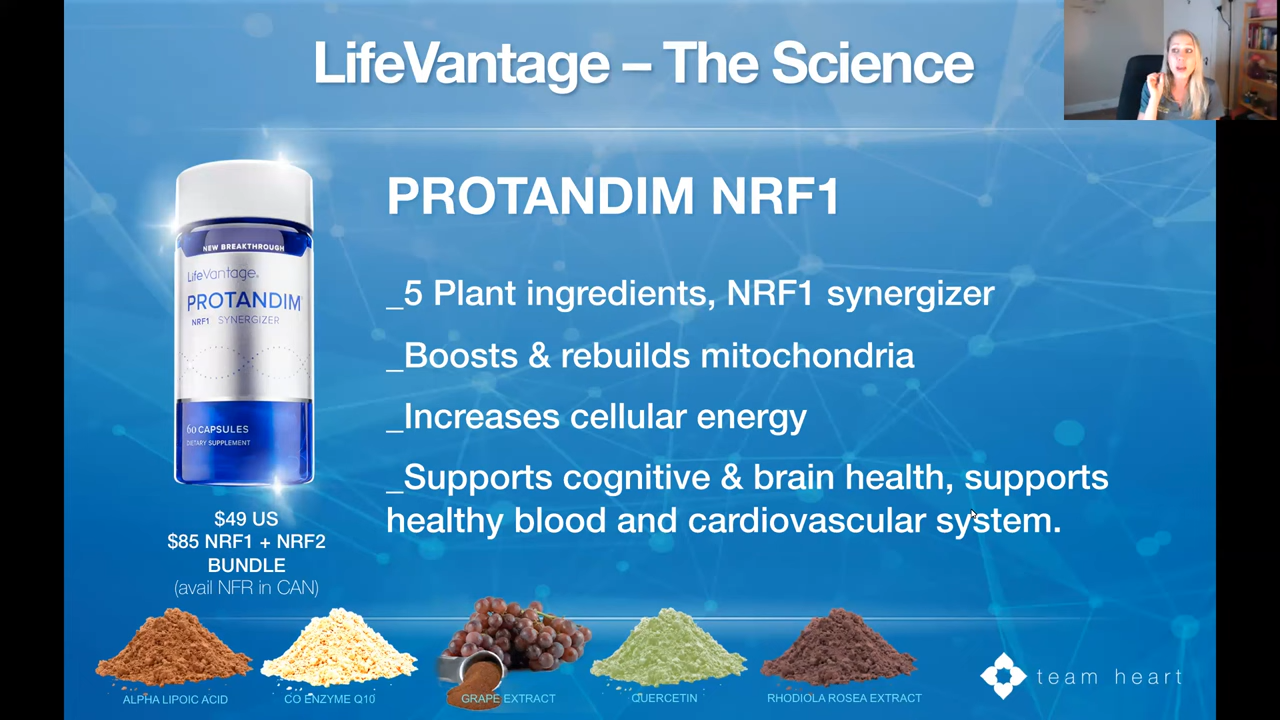 LifeVantage – The Science
PROTANDIM NRF1
_5 Plant ingredients, NRF1 synergizer
_Boosts & rebuilds mitochondria
_Increases cellular energy
_Supports cognitive & brain health, supports
healthy blood and cardiovascular system.
NEW BREAKTHROUGH
LifeVantage
PROTANDIM
NRF1 SYNERGIZER
60 CAPSULES
DIETARY SUPPLEMENT
$49 US
$85 NRF1 + NRF2
BUNDLE
(avail NFR in CAN)
ALPHA LIPOIC ACID
CO ENZYME Q10
GRAPE EXTRACT
QUERCETIN
RHODIOLA ROSEA EXTRACT
team heart